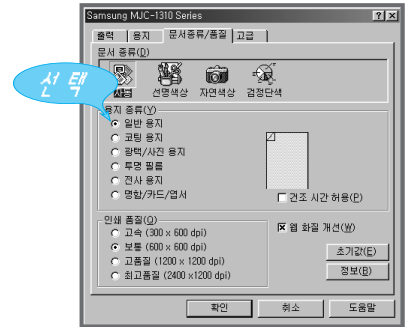 Samsung MJC-1310 Series
출력 용지 문서종류/품질 고급
문서 종류(D)
선 택
자동 선명색상 자연색상 검정단색
용지 종류(Y)
일반 용지
코팅 용지
광택/사진 용지
투명 필름
전사 용지
명함/카드/엽서
건조 시간 허용(P)
인쇄 품질(Q)
고속 (300 x 600 dpi)
보통 (600 x 600 dpi)
고품질 (1200 x 1200 dpi)
최고품질 (2400 x1200 dpi)
웹 화질 개선(W)
초기값(E)
정보(B)
확인 취소 도움말